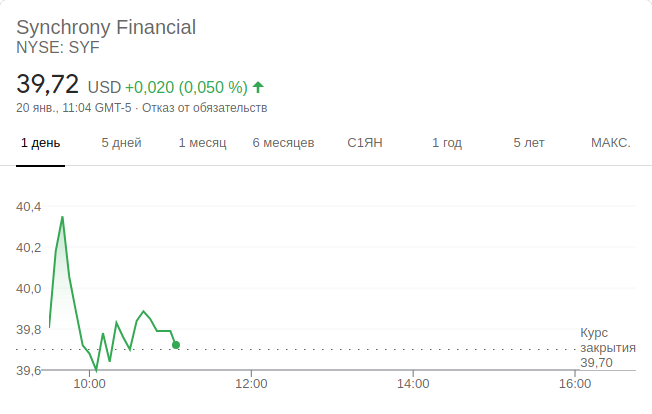 Synchrony Financial
NYSE: SYF
39,72 USD +0,020 (0,050 %)
20 янв., 11:04 GMT-5 · Отказ от обязательств
1 день 5 дней 1 месяц 6 месяцев С1ЯН 1 год 5 лет МАКС.
40,4
40,2
40,0
39,8
39,6
Курс
закрытия
39,70
10:00 12:00 14:00 16:00